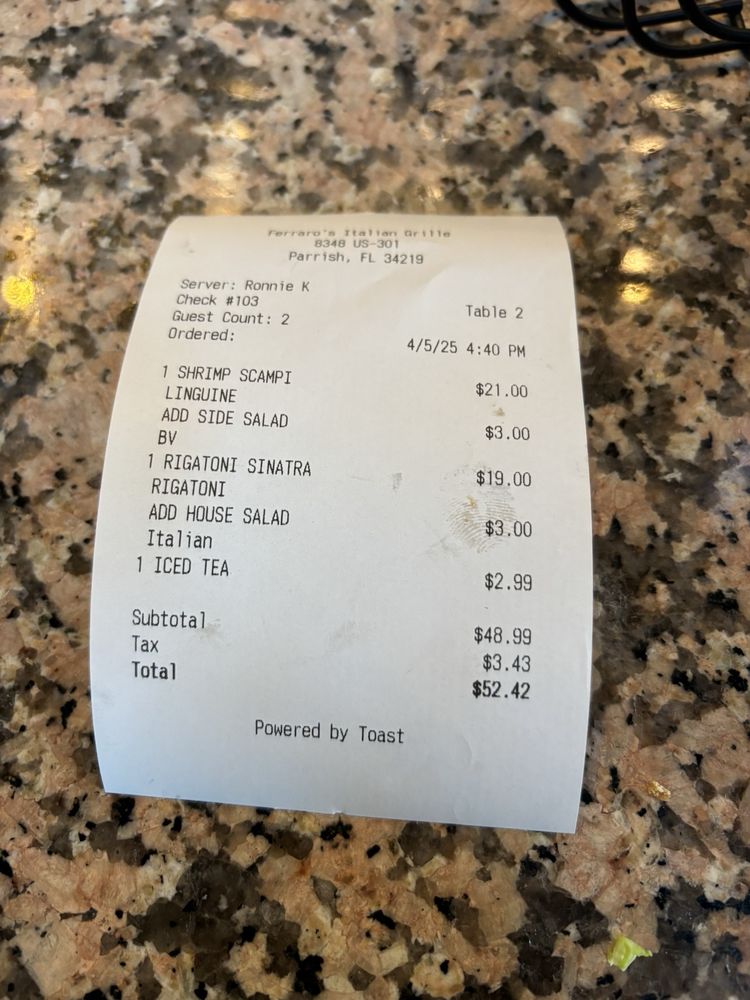 Ferraro's Italian Grille
8348 US-301
Parrish, FL 34219
Server: Ronnie K
Check #103 Table 2
Guest Count: 2
Ordered: 4/5/25 4:40 PM
1 SHRIMP SCAMPI $21.00
LINGUINE
ADD SIDE SALAD $3.00
BV
1 RIGATONI SINATRA $19.00
RIGATONI
ADD HOUSE SALAD $3.00
Italian
1 ICED TEA $2.99
Subtotal $48.99
Tax $3.43
Total $52.42
Powered by Toast